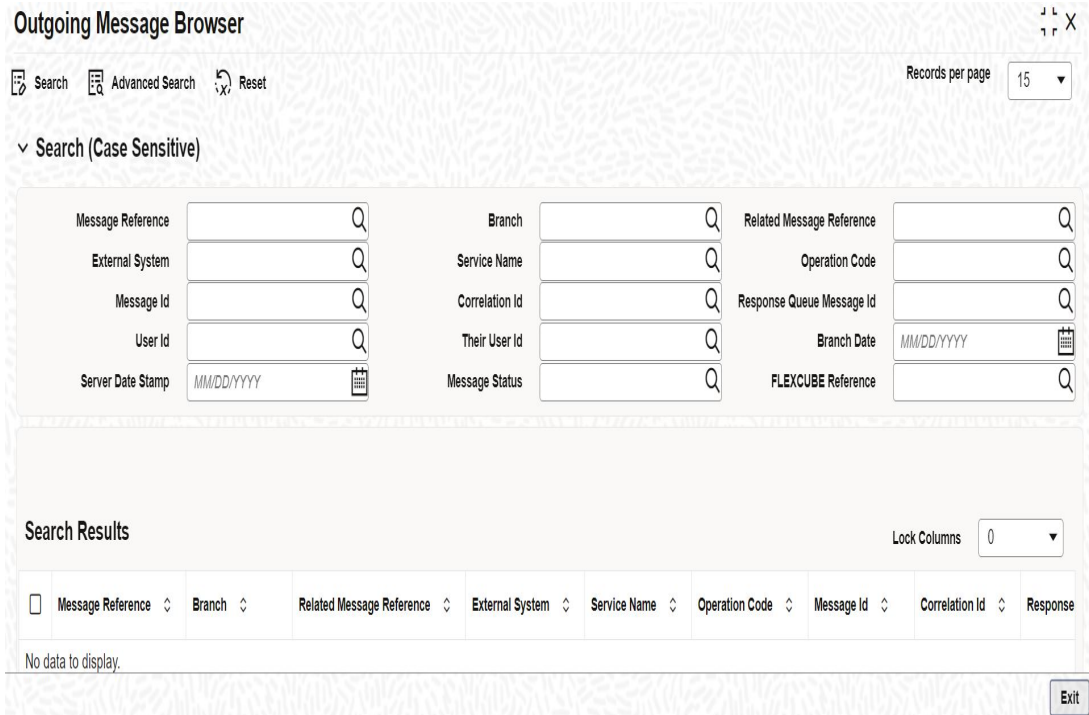 Outgoing Message Browser
Search Advanced Search Reset Records per page 15
Search (Case Sensitive)
Message Reference Branch Related Message Reference
External System Service Name Operation Code
Message Id Correlation Id Response Queue Message Id
User Id Their User Id Branch Date MM/DD/YYYY
Server Date Stamp MM/DD/YYYY Message Status FLEXCUBE Reference
Search Results Lock Columns 0
Message Reference Branch Related Message Reference External System Service Name Operation Code Message Id Correlation Id Response
No data to display.
Exit